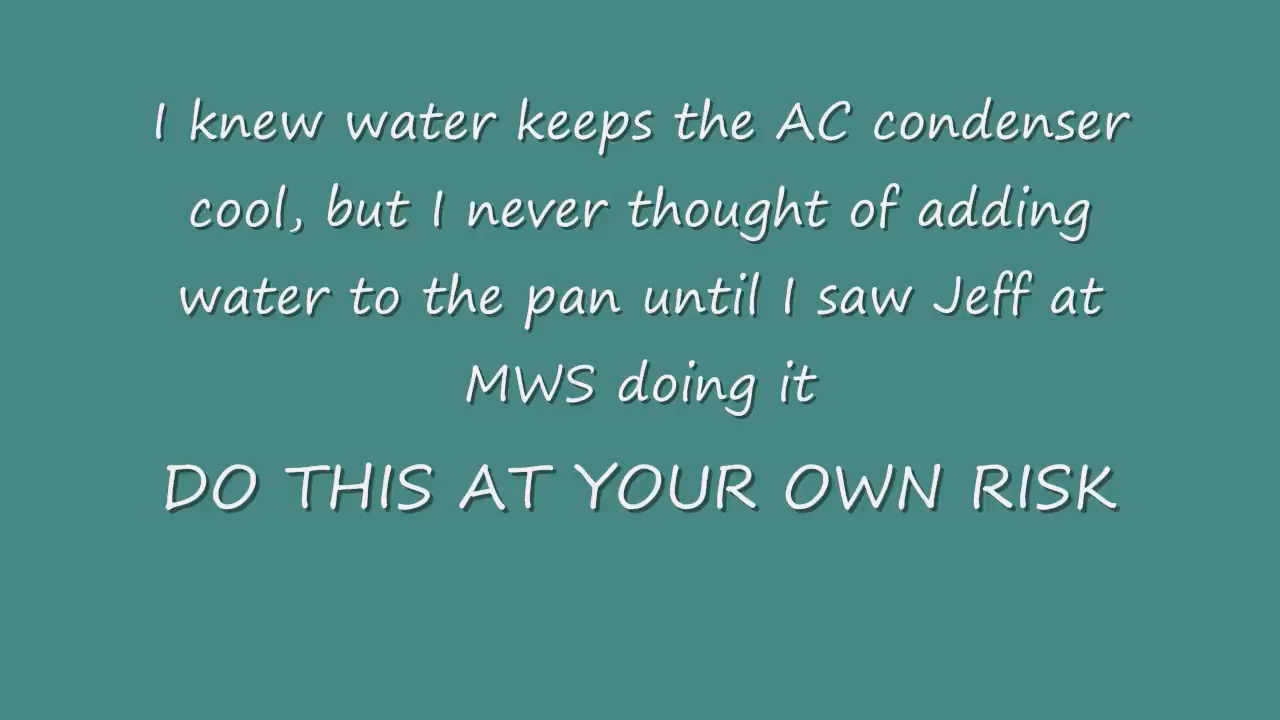 I knew water keeps the AC condenser
cool, but I never thought of adding
water to the pan until I saw Jeff at
MWS doing it
DO THIS AT YOUR OWN RISK